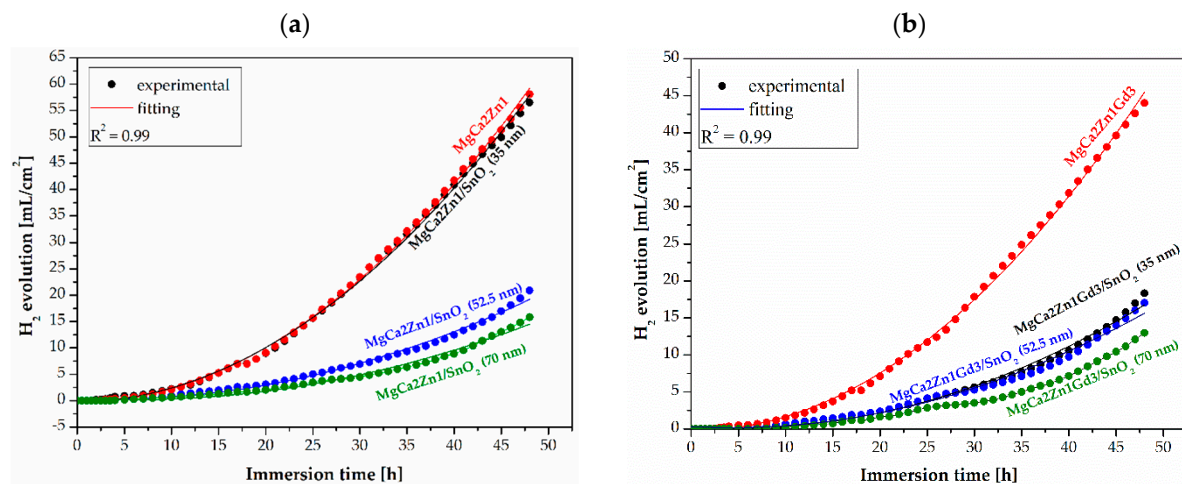 (a)
H2 evolution [mL/cm2]
65
60
55
50
45
40
35
30
25
20
15
10
5
0
-5
experimental
fitting
R2 = 0.99
MgCa2Zn1
MgCa2Zn1/SnO2 (35 nm)
MgCa2Zn1/SnO2 (52.5 nm)
MgCa2Zn1/SnO2 (70 nm)
0 5 10 15 20 25 30 35 40 45 50
Immersion time [h]
(b)
H2 evolution [mL/cm2]
50
45
40
35
30
25
20
15
10
5
0
experimental
fitting
R2 = 0.99
MgCa2Zn1Gd3
MgCa2Zn1Gd3/SnO2 (35 nm)
MgCa2Zn1Gd3/SnO2 (52.5 nm)
MgCa2Zn1Gd3/SnO2 (70 nm)
0 5 10 15 20 25 30 35 40 45 50
Immersion time [h]